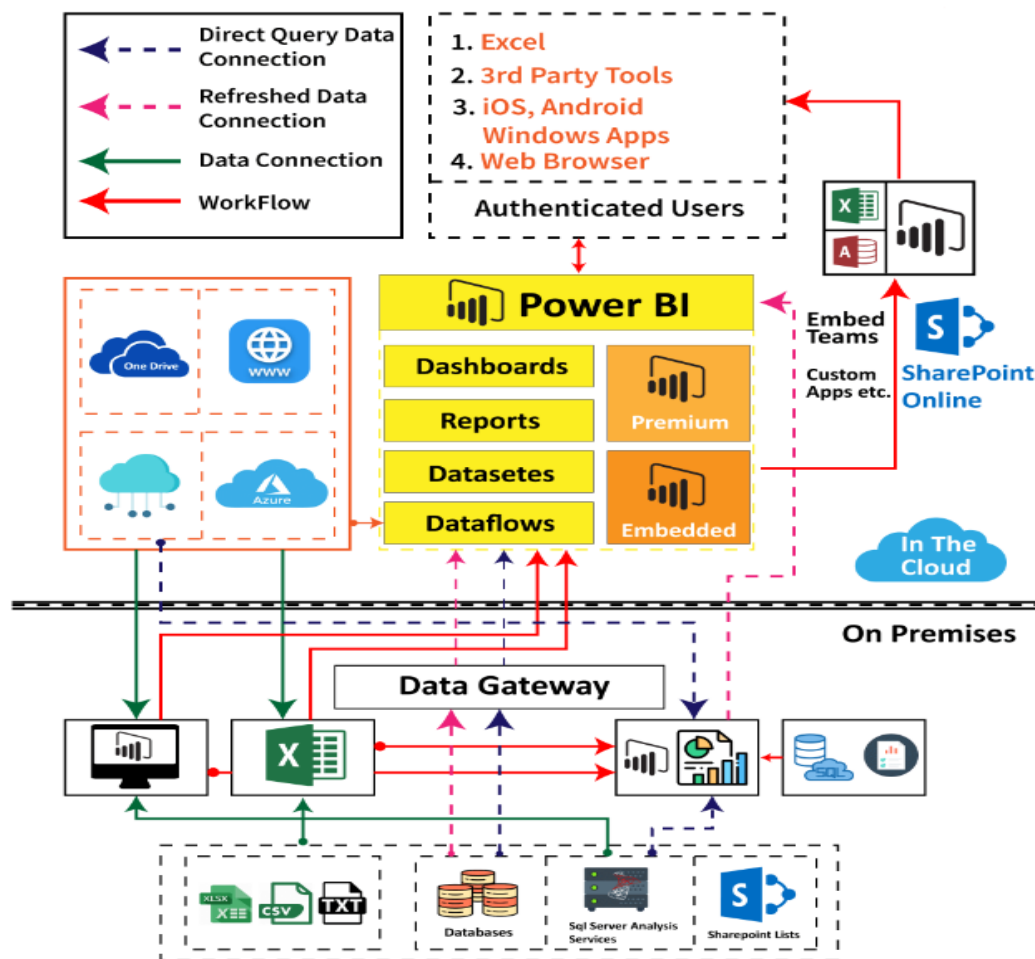 Direct Query Data
Connection
Refreshed Data
Connection
Data Connection
WorkFlow
1. Excel
2. 3rd Party Tools
3. iOS, Android
Windows Apps
4. Web Browser
Authenticated Users
X
A
Embed
Teams
Custom
Apps etc.
S
SharePoint
Online
One Drive
WWW
Azure
Power BI
Dashboards
Reports
Datasetes
Dataflows
Premium
Embedded
In The
Cloud
On Premises
Data Gateway
X
SQL
XLSX
X
CSV
TXT
Databases
Sql Server Analysis
Services
S
Sharepoint Lists